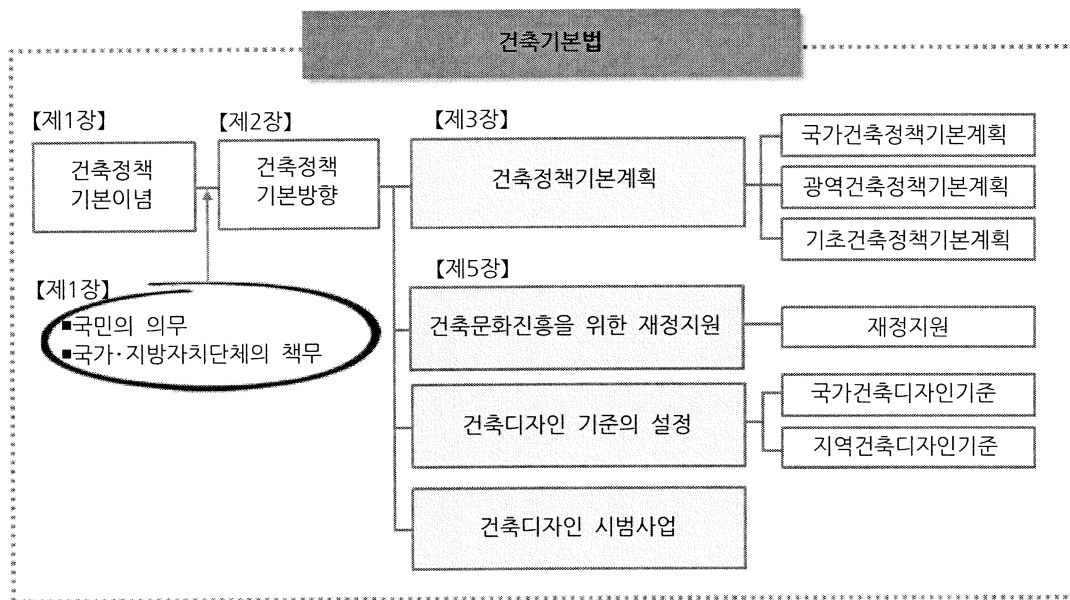 건축기본법
【제1장】
건축정책
기본이념
【제2장】
건축정책
기본방향
【제3장】
건축정책기본계획
국가건축정책기본계획
광역건축정책기본계획
기초건축정책기본계획
【제1장】
■국민의 의무
■국가·지방자치단체의 책무
【제5장】
건축문화진흥을 위한 재정지원
재정지원
건축디자인 기준의 설정
국가건축디자인기준
지역건축디자인기준
건축디자인 시범사업